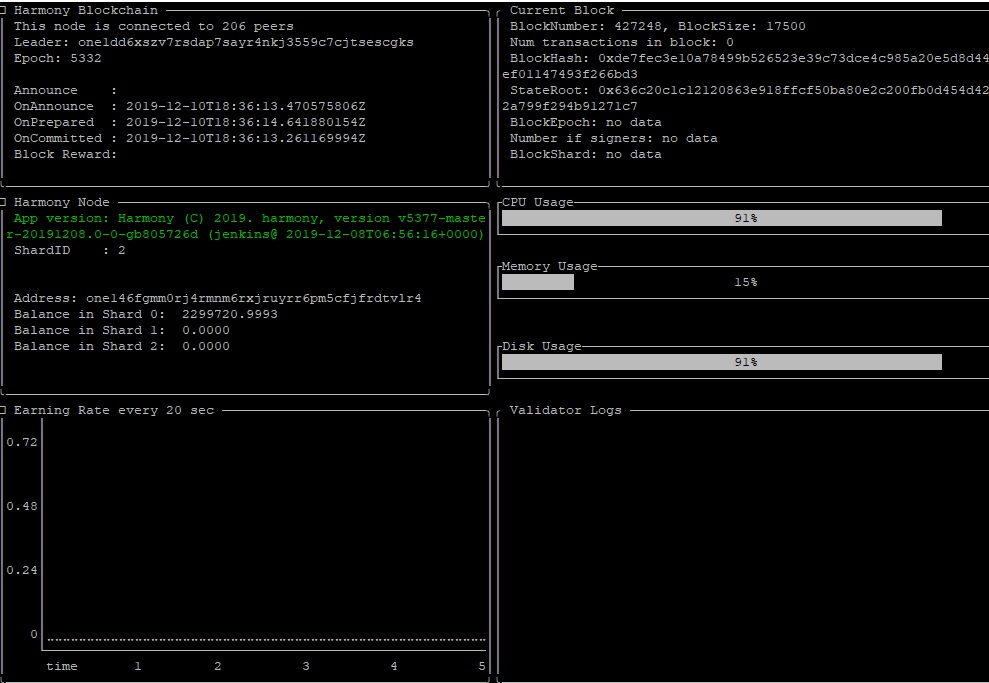 Harmony Blockchain
This node is connected to 206 peers
Leader: one1dd6xszv7rsdap7sayr4nkj3559c7cjtsescgks
Epoch: 5332
Announce    :
OnAnnounce  : 2019-12-10T18:36:13.470575806Z
OnPrepared  : 2019-12-10T18:36:14.641880154Z
OnCommitted : 2019-12-10T18:36:13.261169994Z
Block Reward:
Current Block
BlockNumber: 427248, BlockSize: 17500
Num transactions in block: 0
BlockHash: 0xde7fec3e10a78499b526523e39c73dce4c985a20e5d8d44
ef01147493f266bd3
StateRoot: 0x636c20c1c12120863e918ffcf50ba80e2c200fb0d454d42
2a799f294b91271c7
BlockEpoch: no data
Number if signers: no data
BlockShard: no data
Harmony Node
App version: Harmony (C) 2019. harmony, version v5377-maste
r-20191208.0-0-gb805726d (jenkins@ 2019-12-08T06:56:16+0000)
ShardID    : 2
Address: one146fgmm0rj4rmnm6rxjruyrr6pm5cfjfrdtvlr4
Balance in Shard 0:  2299720.9993
Balance in Shard 1:  0.0000
Balance in Shard 2:  0.0000
CPU Usage
91%
Memory Usage
15%
Disk Usage
91%
Earning Rate every 20 sec
0.72
0.48
0.24
0
time 1 2 3 4 5
Validator Logs